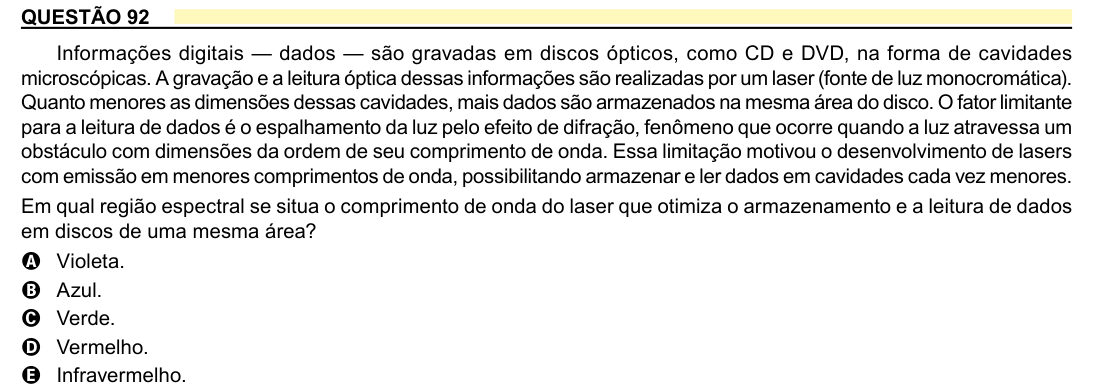 QUESTÃO 92
Informações digitais — dados — são gravadas em discos ópticos, como CD e DVD, na forma de cavidades
microscópicas. A gravação e a leitura óptica dessas informações são realizadas por um laser (fonte de luz monocromática).
Quanto menores as dimensões dessas cavidades, mais dados são armazenados na mesma área do disco. O fator limitante
para a leitura de dados é o espalhamento da luz pelo efeito de difração, fenômeno que ocorre quando a luz atravessa um
obstáculo com dimensões da ordem de seu comprimento de onda. Essa limitação motivou o desenvolvimento de lasers
com emissão em menores comprimentos de onda, possibilitando armazenar e ler dados em cavidades cada vez menores.
Em qual região espectral se situa o comprimento de onda do laser que otimiza o armazenamento e a leitura de dados
em discos de uma mesma área?
A Violeta.
B Azul.
C Verde.
D Vermelho.
E Infravermelho.